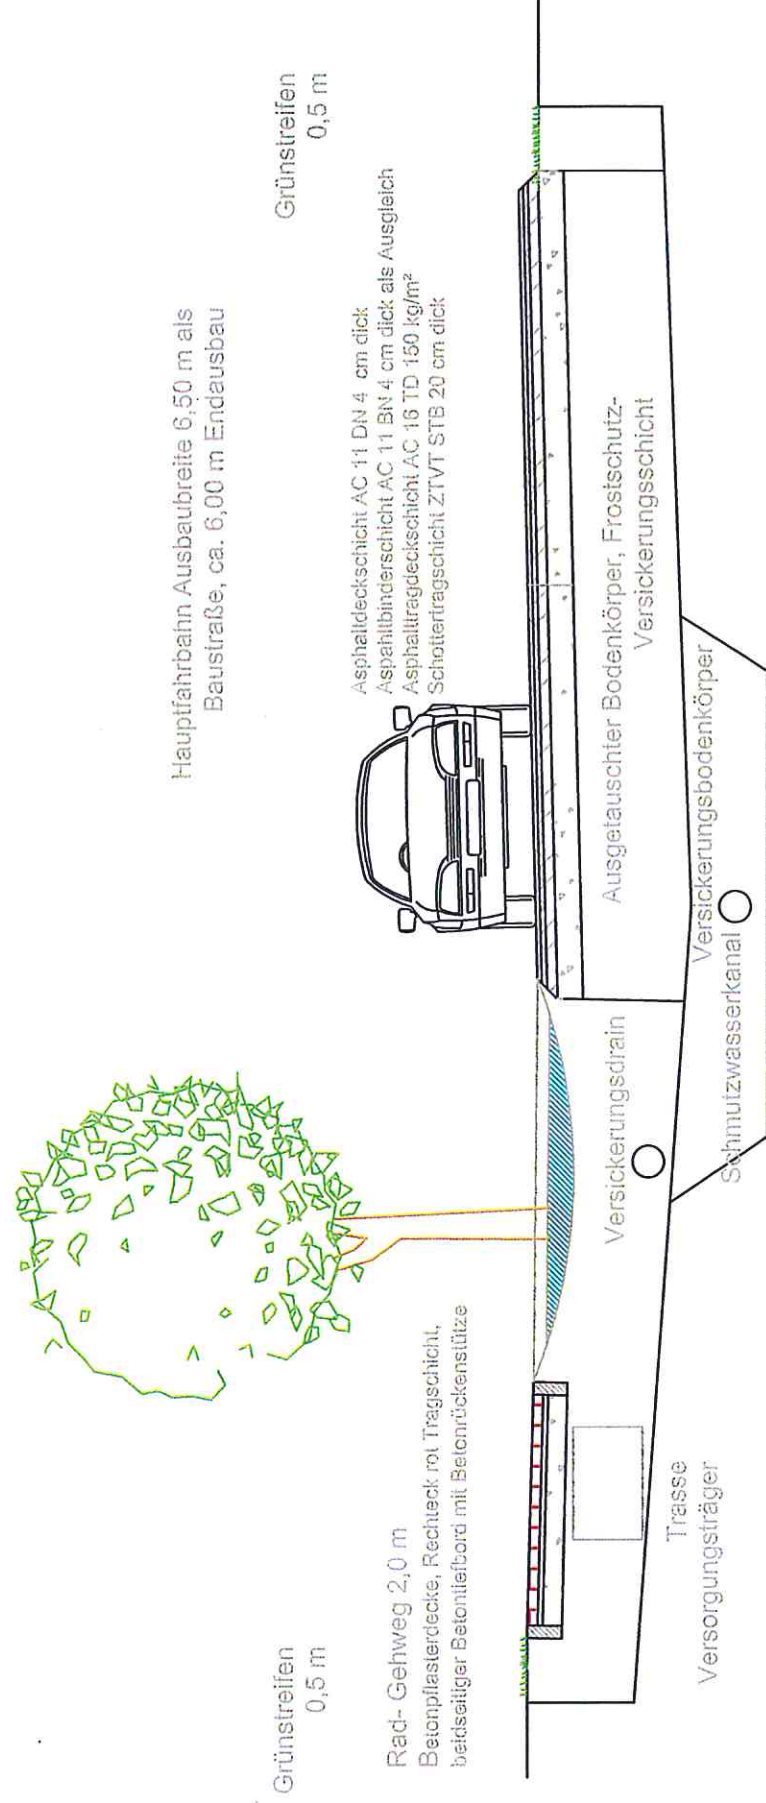 Grünstreifen
0,5 m
Rad- Gehweg 2,0 m
Betonpflasterdecke, Rechteck rot Tragschicht,
beidseitiger Betontiefbord mit Betonrückenstütze
Trasse
Versorgungsträger
Hauptfahrbahn Ausbaubreite 6,50 m als
Baustraße, ca. 6,00 m Endausbau
Asphaltdeckschicht AC 11 DN 4 cm dick
Aspahltbinderschicht AC 11 BN 4 cm dick als Ausgleich
Asphalttragdeckschicht AC 16 TD 150 kg/m²
Schottertragschicht ZTVT STB 20 cm dick
Versickerungsdrain
Ausgetauschter Bodenkörper, Frostschutz-
Versickerungsschicht
Versickerungsbodenkörper
Schmutzwasserkanal
Grünstreifen
0,5 m